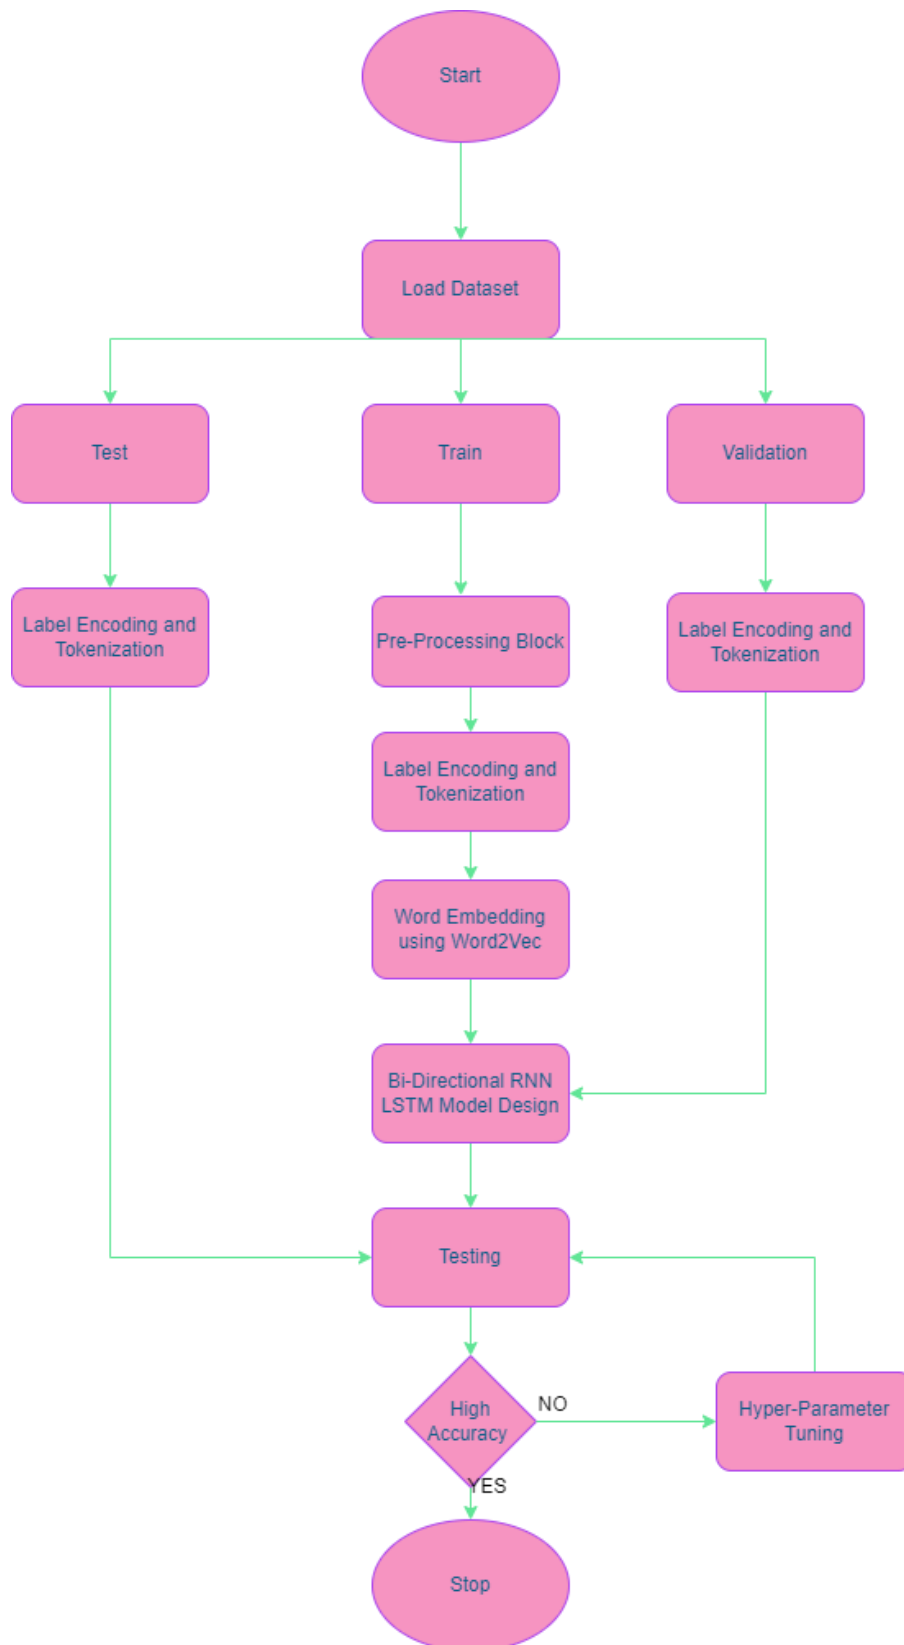 Start
Load Dataset
Test
Train
Validation
Label Encoding and
Tokenization
Pre-Processing Block
Label Encoding and
Tokenization
Label Encoding and
Tokenization
Word Embedding
using Word2Vec
Bi-Directional RNN
LSTM Model Design
Testing
High
Accuracy
NO
Hyper-Parameter
Tuning
YES
Stop